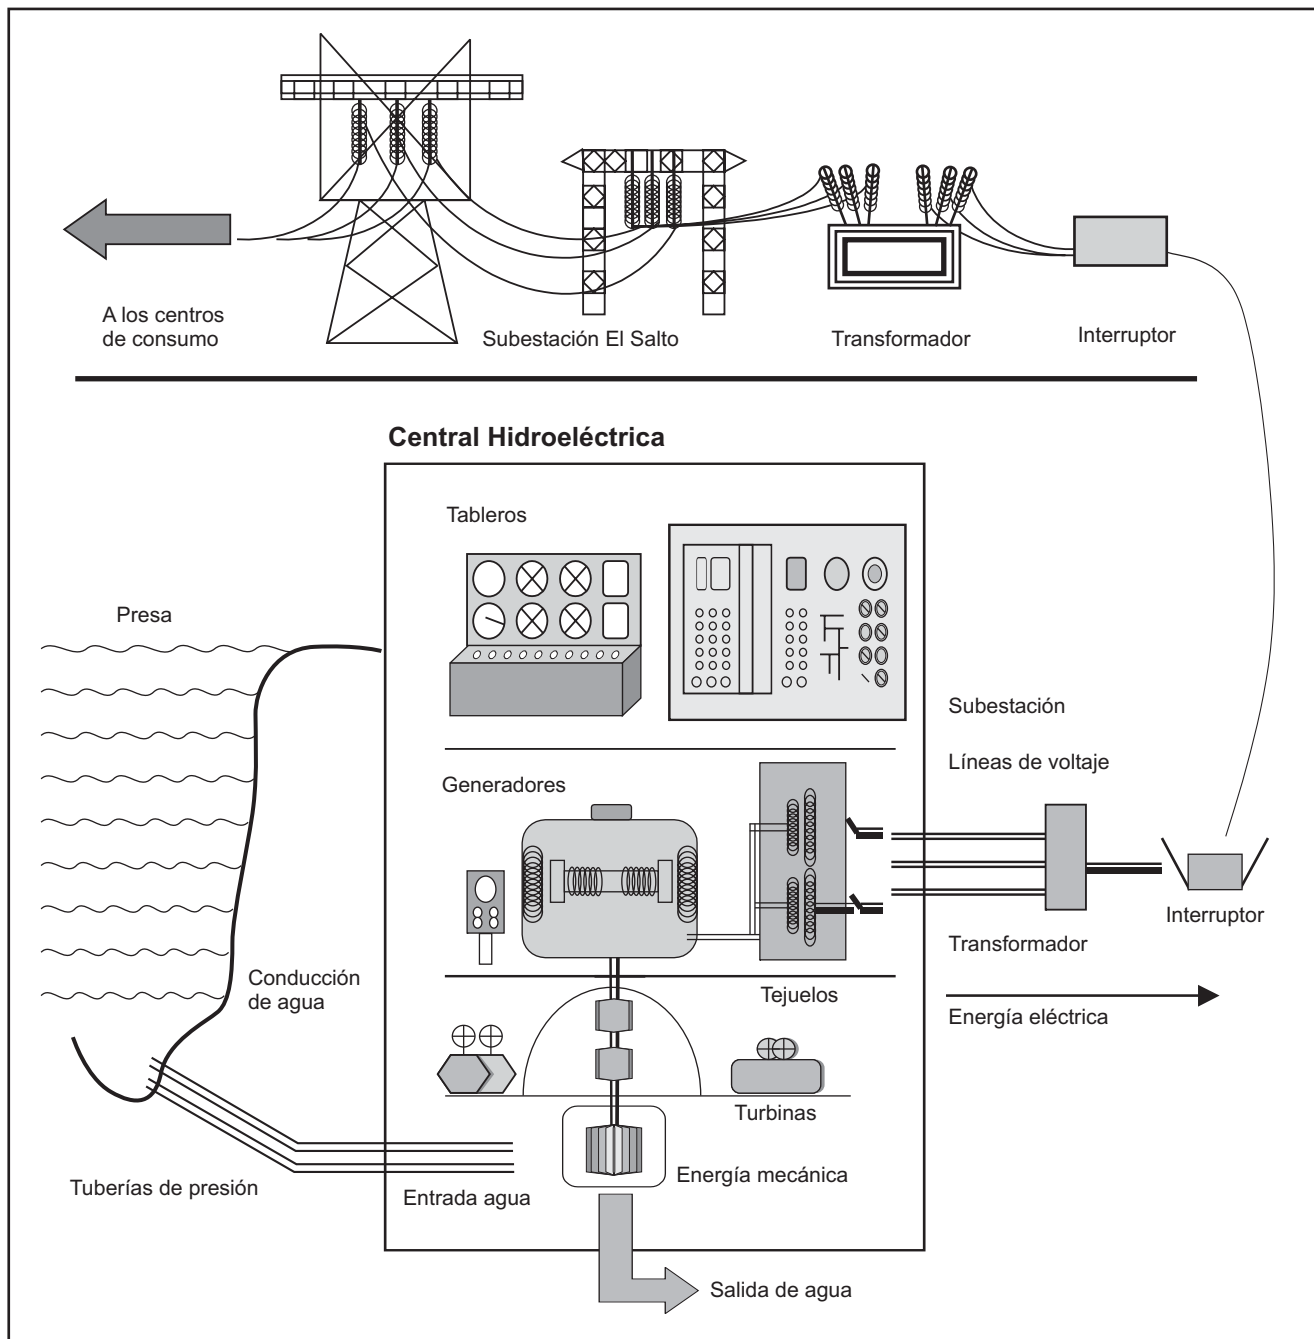 A los centros
de consumo
Subestación El Salto
Transformador
Interruptor
Central Hidroeléctrica
Tableros
Presa
Subestación
Líneas de voltaje
Generadores
Interruptor
Transformador
Conducción
de agua
Tejuelos
Energía eléctrica
Turbinas
Energía mecánica
Tuberías de presión
Entrada agua
Salida de agua